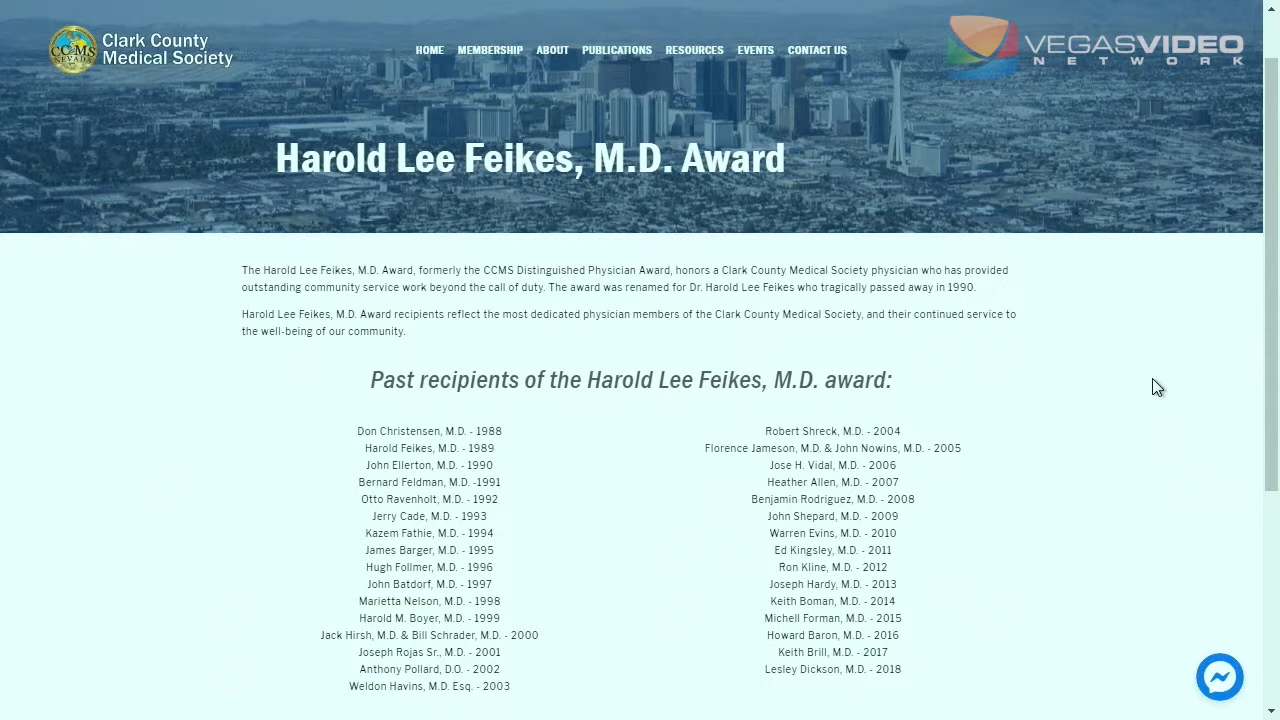 Clark County
Medical Society
CCMS
NEVADA
HOME MEMBERSHIP ABOUT PUBLICATIONS RESOURCES EVENTS CONTACT US
VEGASVIDEO
NETWORK
Harold Lee Feikes, M.D. Award
The Harold Lee Feikes, M.D. Award, formerly the CCMS Distinguished Physician Award, honors a Clark County Medical Society physician who has provided
outstanding community service work beyond the call of duty. The award was renamed for Dr. Harold Lee Feikes who tragically passed away in 1990.
Harold Lee Feikes, M.D. Award recipients reflect the most dedicated physician members of the Clark County Medical Society, and their continued service to
the well-being of our community.
Past recipients of the Harold Lee Feikes, M.D. award:
Don Christensen, M.D. - 1988
Harold Feikes, M.D. - 1989
John Ellerton, M.D. - 1990
Bernard Feldman, M.D. -1991
Otto Ravenholt, M.D. - 1992
Jerry Cade, M.D. - 1993
Kazem Fathie, M.D. - 1994
James Barger, M.D. - 1995
Hugh Follmer, M.D. - 1996
John Batdorf, M.D. - 1997
Marietta Nelson, M.D. - 1998
Harold M. Boyer, M.D. - 1999
Jack Hirsh, M.D. & Bill Schrader, M.D. - 2000
Joseph Rojas Sr., M.D. - 2001
Anthony Pollard, D.O. - 2002
Weldon Havins, M.D. Esq. - 2003
Robert Shreck, M.D. - 2004
Florence Jameson, M.D. & John Nowins, M.D. - 2005
Jose H. Vidal, M.D. - 2006
Heather Allen, M.D. - 2007
Benjamin Rodriguez, M.D. - 2008
John Shepard, M.D. - 2009
Warren Evins, M.D. - 2010
Ed Kingsley, M.D. - 2011
Ron Kline, M.D. - 2012
Joseph Hardy, M.D. - 2013
Keith Boman, M.D. - 2014
Michell Forman, M.D. - 2015
Howard Baron, M.D. - 2016
Keith Brill, M.D. - 2017
Lesley Dickson, M.D. - 2018